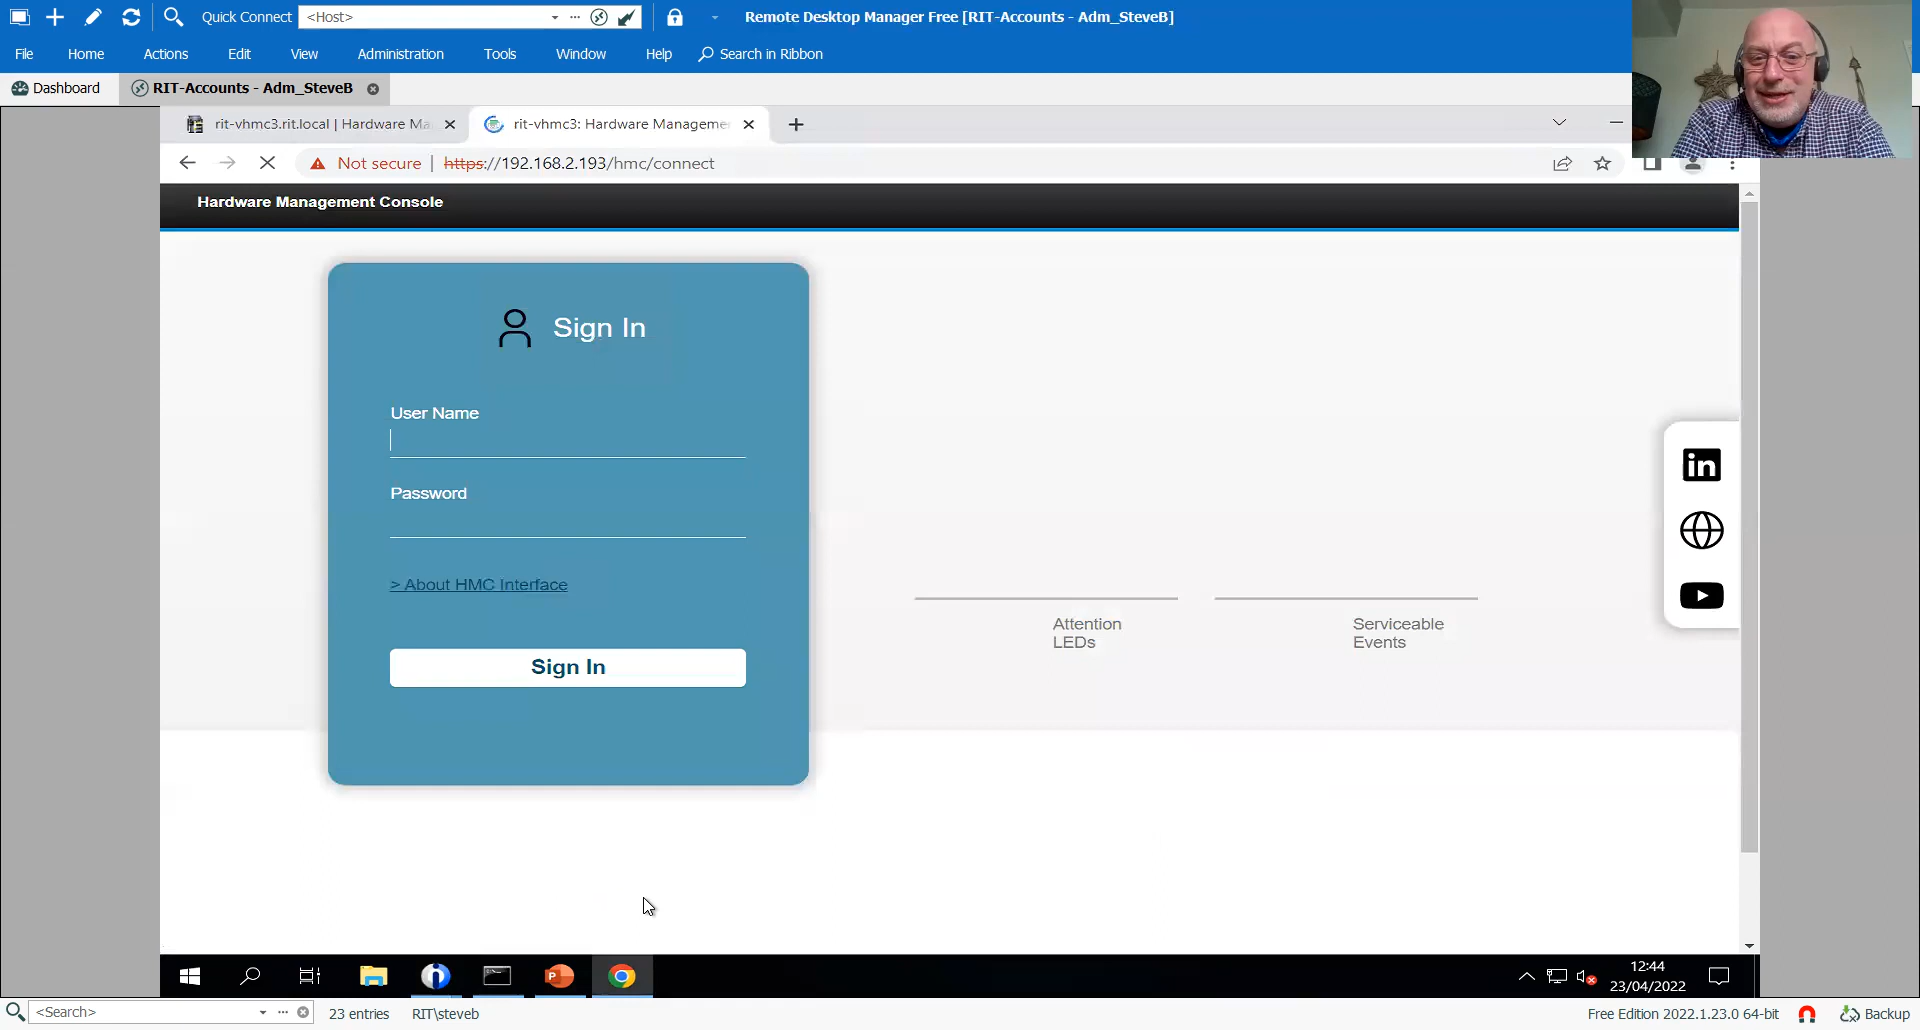 Quick Connect <Host> Remote Desktop Manager Free [RIT-Accounts - Adm_SteveB]
File Home Actions Edit View Administration Tools Window Help Search in Ribbon
Dashboard RIT-Accounts - Adm_SteveB
rit-vhmc3.rit.local | Hardware Ma rit-vhmc3: Hardware Manageme
Not secure | https://192.168.2.193/hmc/connect
Hardware Management Console
Sign In
User Name
Password
> About HMC Interface
Sign In
Attention
LEDs
Serviceable
Events
in
P
12:44
23/04/2022
<Search> 23 entries RIT\steveb Free Edition 2022.1.23.0 64-bit Backup